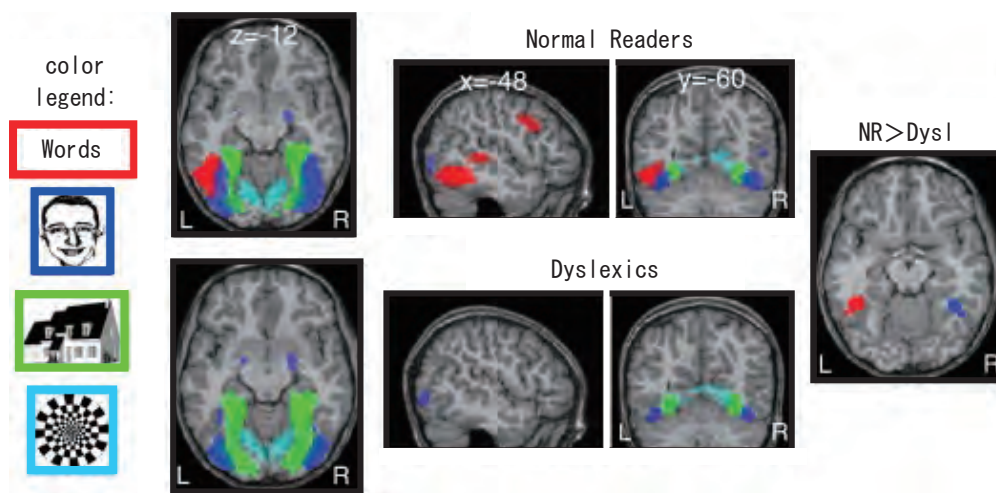 color
legend:
Words
z=-12
L
R
Normal Readers
x=-48
y=-60
L
R
NR>Dysl
L
R
Dyslexics
L
R
L
R